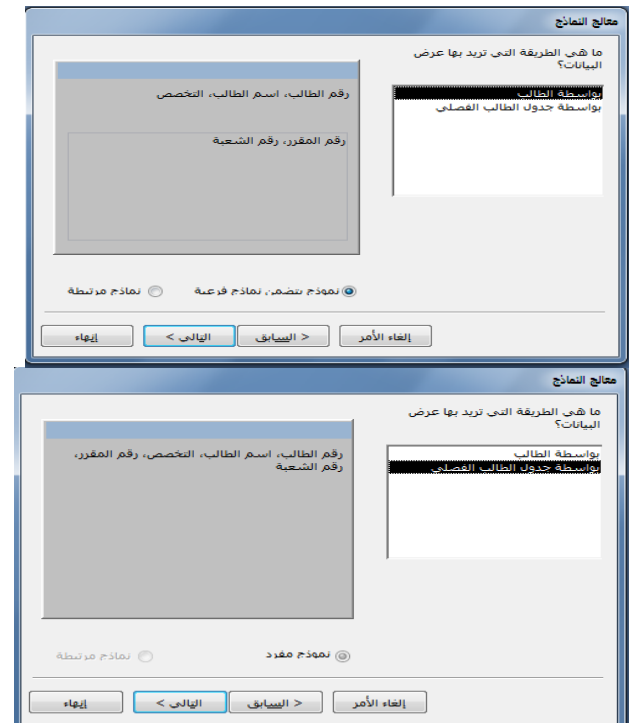 معالج النماذج
ما هي الطريقة التي تريد بها عرض
البيانات؟
بواسطة الطالب
بواسطة جدول الطالب الفصلي
رقم الطالب، اسم الطالب، التخصص
رقم المقرر، رقم الشعبة
نموذج يتضمن نماذج فرعية
نماذج مرتبطة
إلغاء الأمر
< السابق
التالي >
إنهاء
معالج النماذج
ما هي الطريقة التي تريد بها عرض
البيانات؟
بواسطة الطالب
بواسطة جدول الطالب الفصلي
رقم الطالب، اسم الطالب، التخصص، رقم المقرر،
رقم الشعبة
نموذج مفرد
نماذج مرتبطة
إلغاء الأمر
< السابق
التالي >
إنهاء